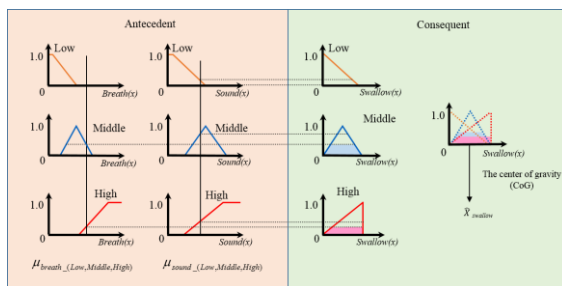 Antecedent
Consequent
Low
1.0
0
Breath(x)
Low
1.0
0
Sound(x)
Low
1.0
0
Swallow(x)
Middle
1.0
0
Breath(x)
Middle
1.0
0
Sound(x)
Middle
1.0
0
Swallow(x)
High
1.0
0
Breath(x)
High
1.0
0
Sound(x)
High
1.0
0
Swallow(x)
1.0
0
Swallow(x)
The center of gravity
(CoG)
x̄ swallow
μ breath_(Low,Middle,High)
μ sound_(Low,Middle,High)